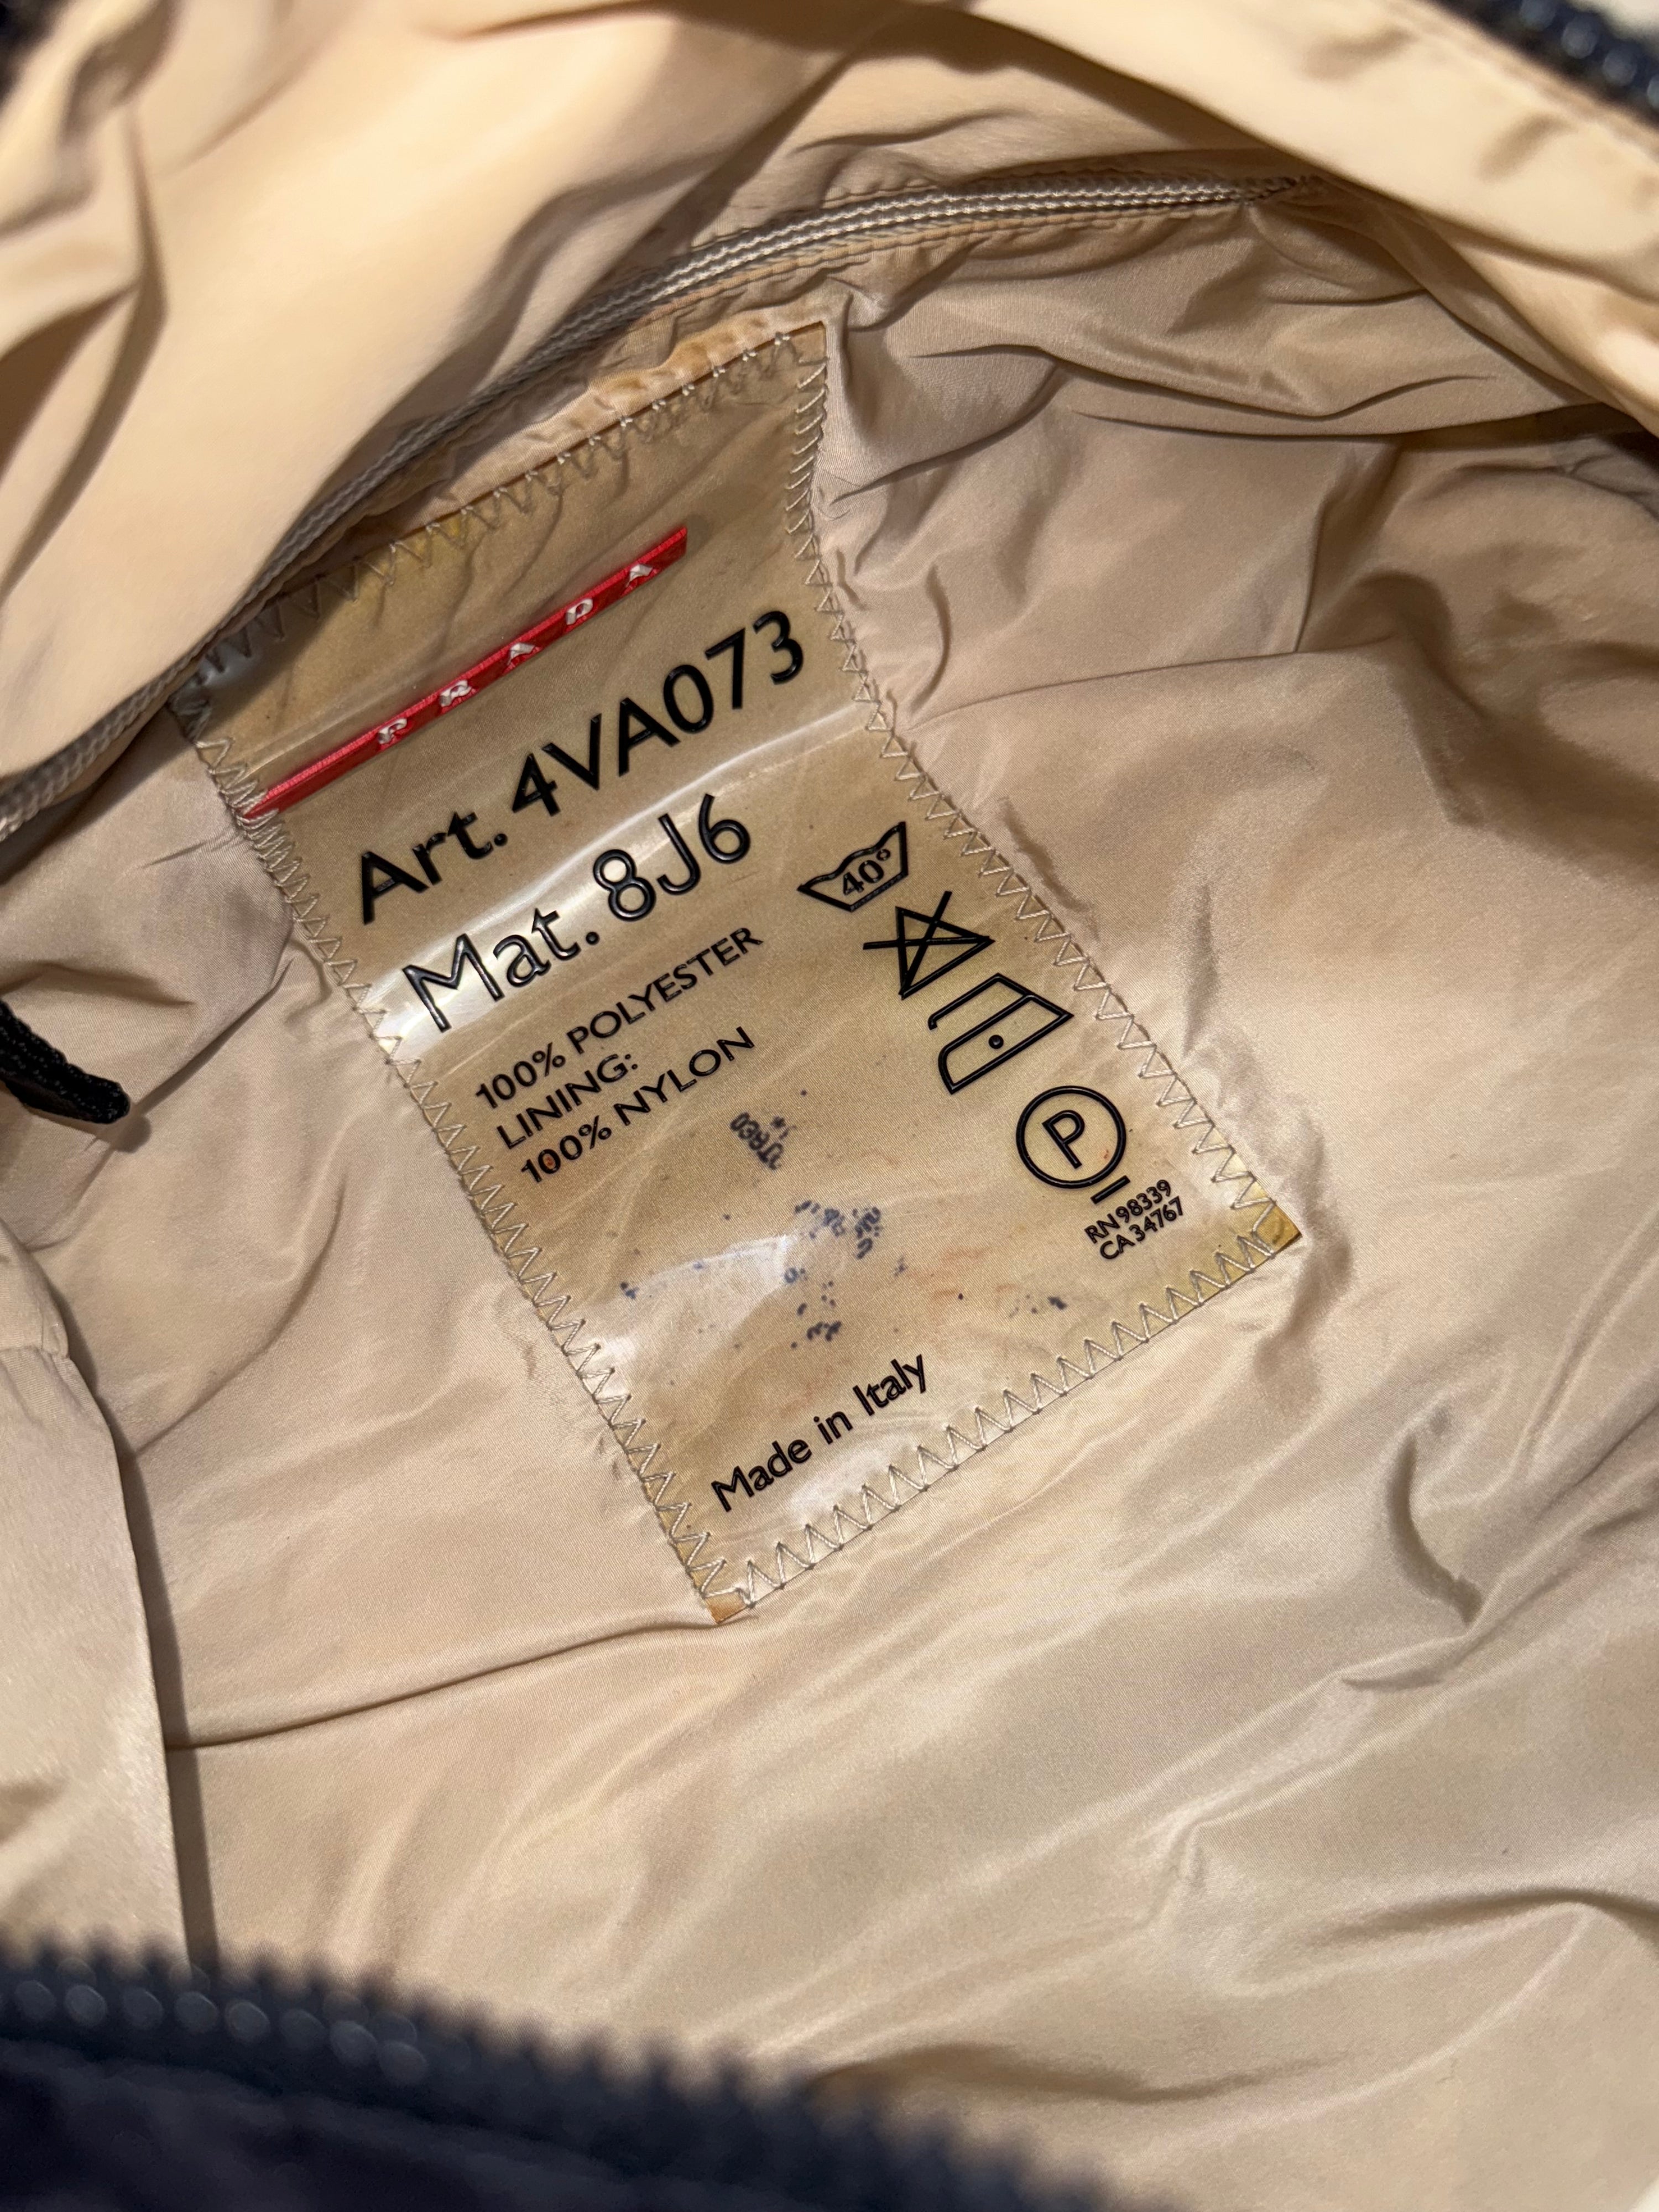 PRADA
Art. 4VA073
Mat. 8J6
100% POLYESTER
LINING:
100% NYLON
40°
P
RN 98339
CA 34767
Made in Italy